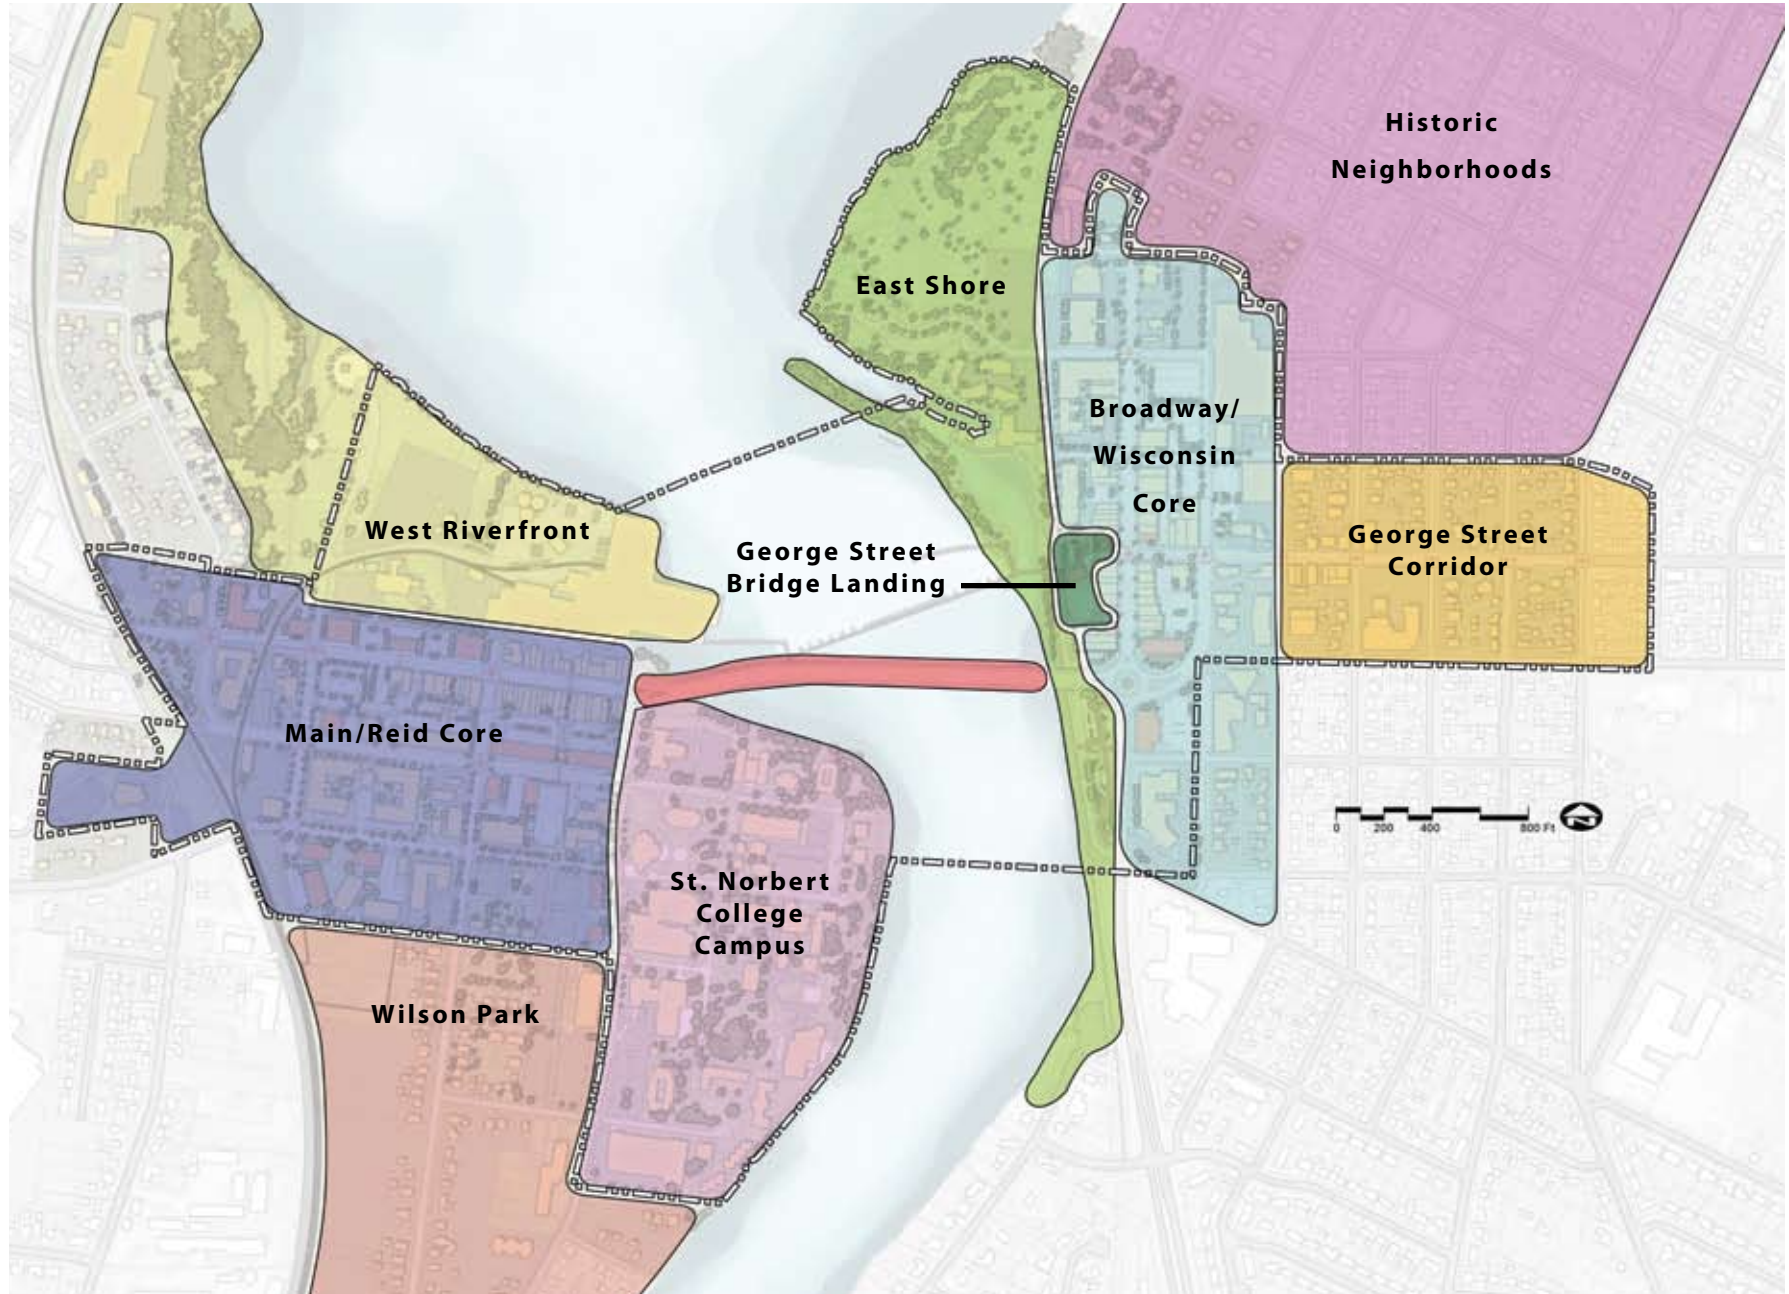 Historic
Neighborhoods
East Shore
Broadway/
Wisconsin
Core
West Riverfront
George Street
Bridge Landing
George Street
Corridor
Main/Reid Core
0 200 400 800 Ft
N
St. Norbert
College
Campus
Wilson Park